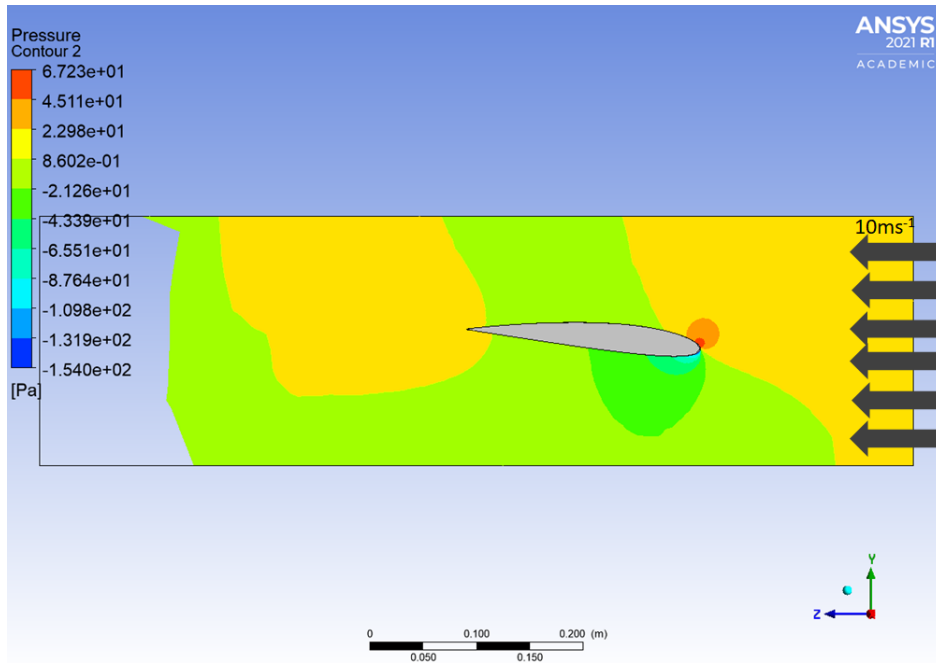 Pressure
Contour 2
6.723e+01
4.511e+01
2.298e+01
8.602e-01
-2.126e+01
-4.339e+01
-6.551e+01
-8.764e+01
-1.098e+02
-1.319e+02
-1.540e+02
[Pa]
ANSYS
2021 R1
ACADEMIC
10ms⁻¹
Y
Z
0 0.100 0.200 (m)
0.050 0.150